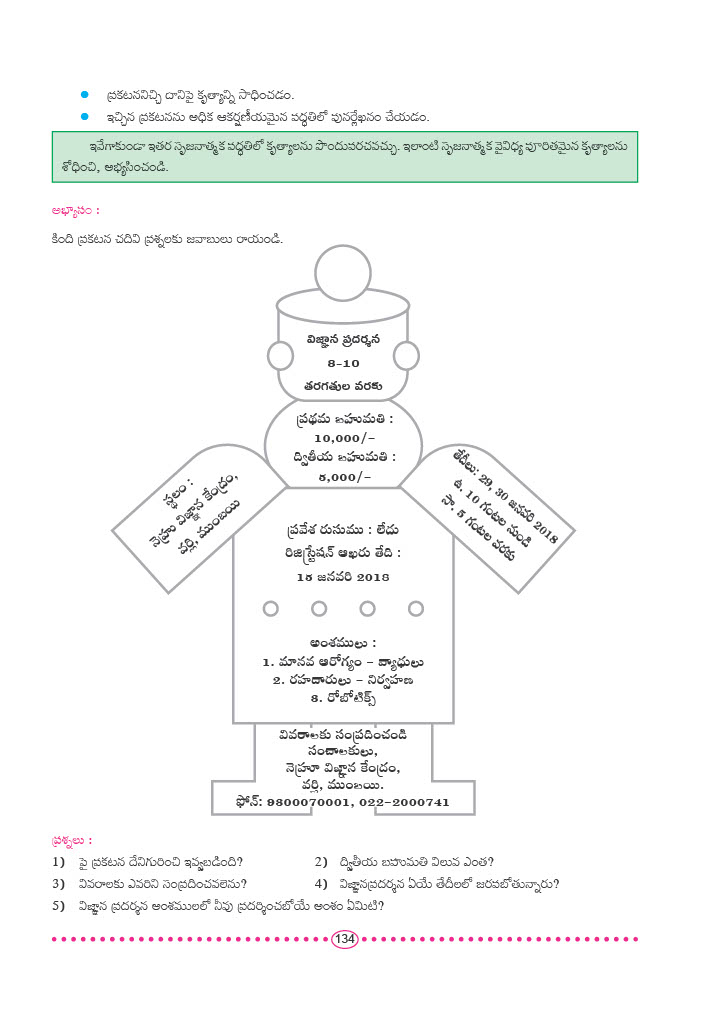 ● ప్రకటననిచ్చి దానిపై కృత్యాన్ని సాధించడం.
● ఇచ్చిన ప్రకటనను అధిక ఆకర్షణీయమైన పద్ధతిలో పునర్లేఖనం చేయడం.
ఇవేగాకుండా ఇతర సృజనాత్మక పద్ధతిలో కృత్యాలను పొందుపరచవచ్చు. ఇలాంటి సృజనాత్మక వైవిధ్య పూరితమైన కృత్యాలను
శోధించి, అభ్యసించండి.
అభ్యాసం :
కింది ప్రకటన చదివి ప్రశ్నలకు జవాబులు రాయండి.
విజ్ఞాన ప్రదర్శన
8-10
తరగతుల వరకు
ప్రథమ బహుమతి :
10,000/-
ద్వితీయ బహుమతి :
5,000/-
స్థలం :
నెహ్రు విజ్ఞాన కేంద్రం,
వర్లి, ముంబయి
తేదీలు: 29, 30 జనవరి 2018
ఉ. 10 గంటల నుండి
సా. 5 గంటల వరకు
ప్రవేశ రుసుము : లేదు
రిజిస్ట్రేషన్ ఆఖరు తేది :
15 జనవరి 2018
అంశములు :
1. మానవ ఆరోగ్యం - వ్యాధులు
2. రహదారులు - నిర్వహణ
3. రోబోటిక్స్
వివరాలకు సంప్రదించండి
సంచాలకులు,
నెహ్రూ విజ్ఞాన కేంద్రం,
వర్లి, ముంబయి.
ఫోన్: 9800070001, 022-2000741
ప్రశ్నలు :
1) పై ప్రకటన దేనిగురించి ఇవ్వబడింది? 2) ద్వితీయ బహుమతి విలువ ఎంత?
3) వివరాలకు ఎవరిని సంప్రదించవలెను? 4) విజ్ఞానప్రదర్శన ఏయే తేదీలలో జరపబోతున్నారు?
5) విజ్ఞాన ప్రదర్శన అంశములలో నీవు ప్రదర్శించబోయే అంశం ఏమిటి?
134